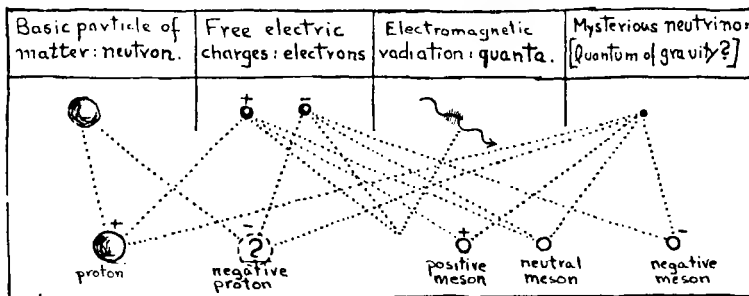 Basic particle of
matter: neutron.
Free electric
charges: electrons
Electromagnetic
radiation: quanta.
Mysterious neutrino:
[Quantum of gravity?]
+
-
+
proton
-
?
negative
proton
+
positive
meson
neutral
meson
-
negative
meson